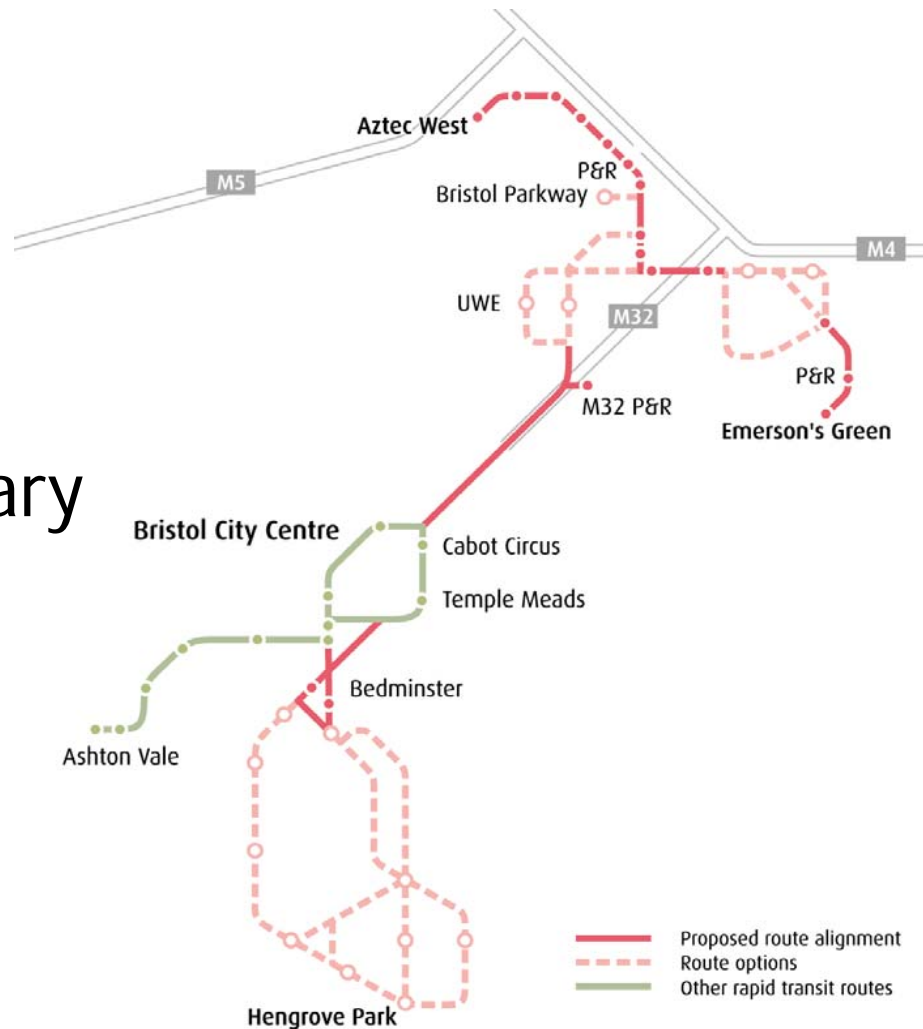 Aztec West
P&R
M5
Bristol Parkway
M4
UWE
M32
P&R
M32 P&R
Emerson's Green
ary
Bristol City Centre
Cabot Circus
Temple Meads
Bedminster
Ashton Vale
Proposed route alignment
Route options
Other rapid transit routes
Hengrove Park